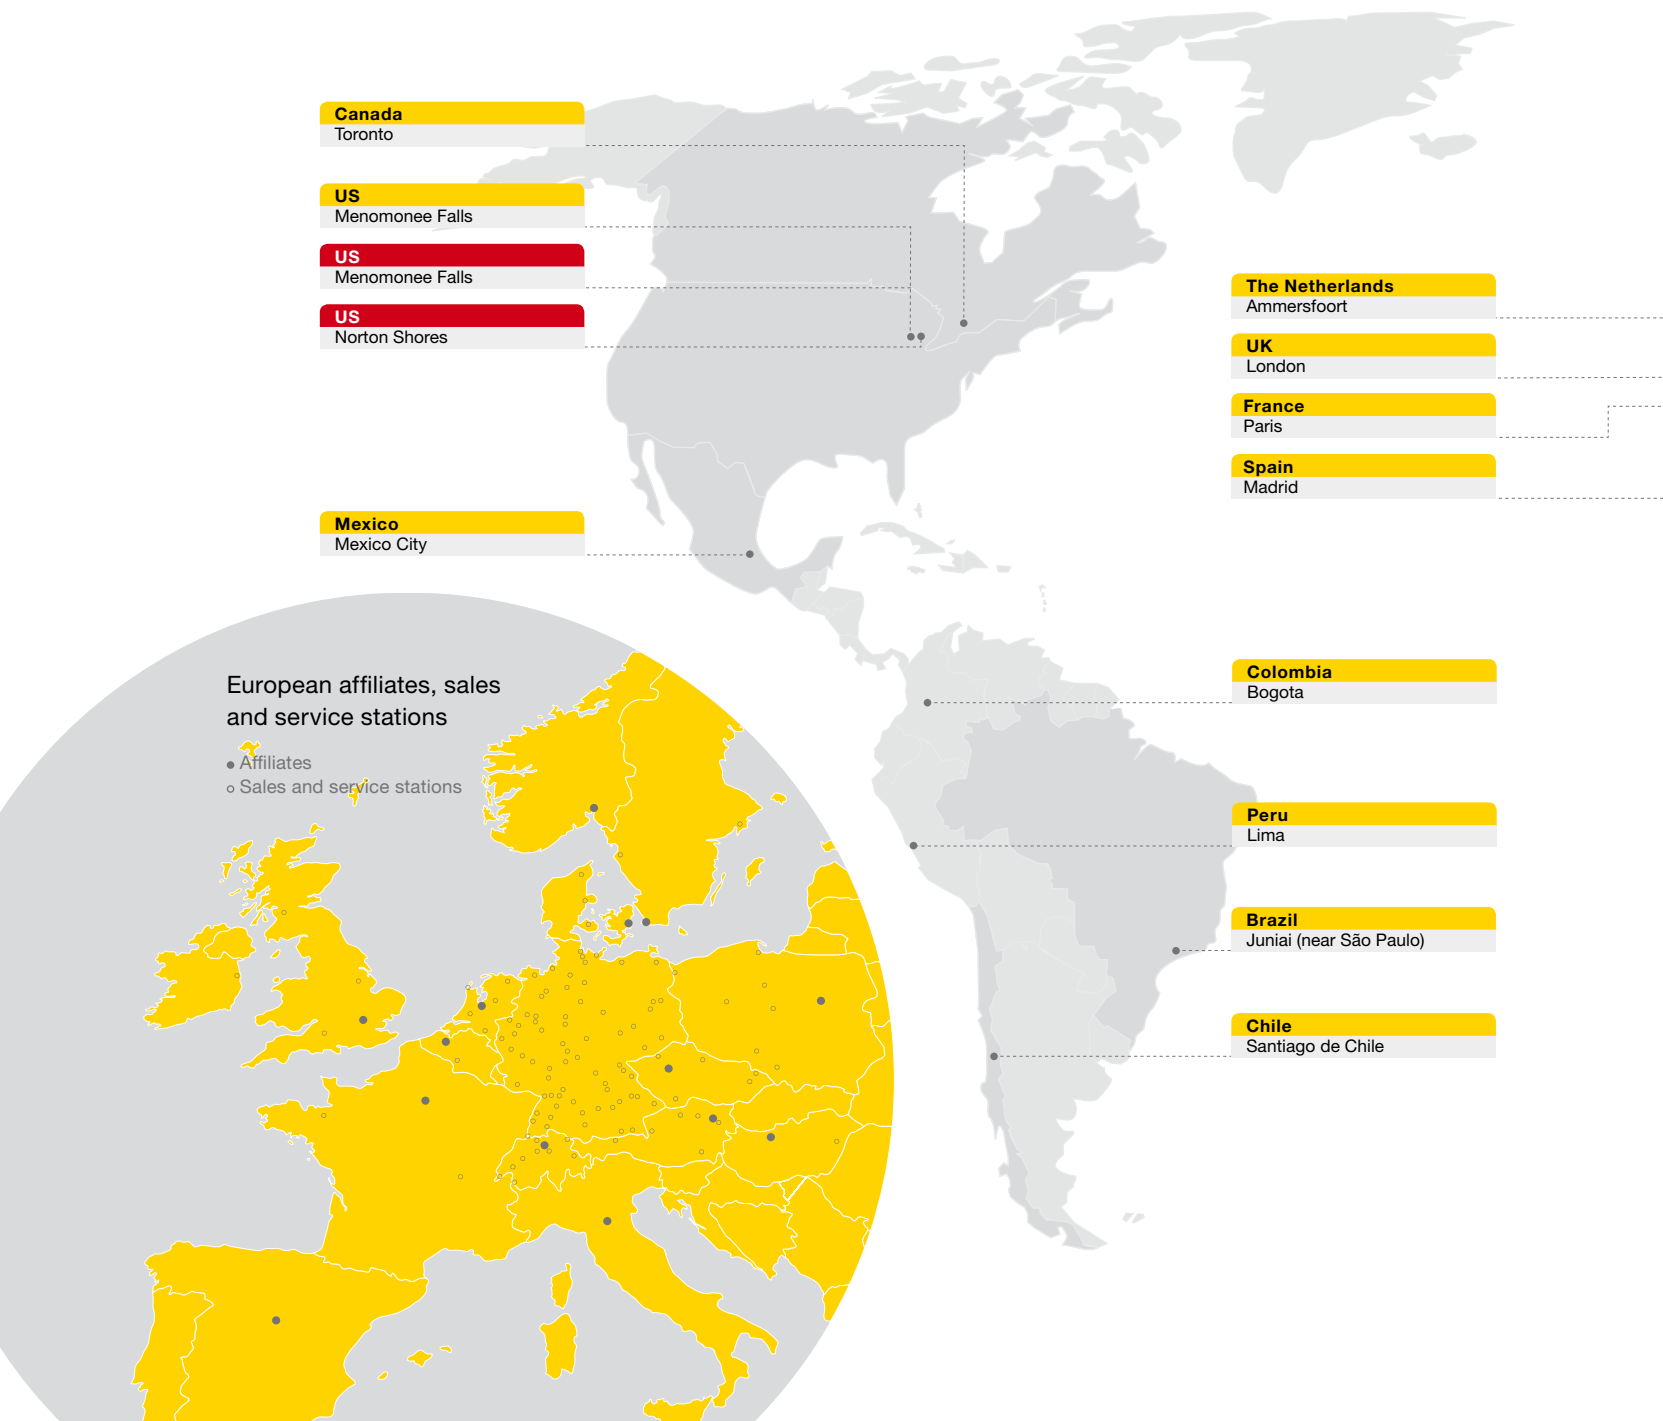 Canada
Toronto
US
Menomonee Falls
US
Menomonee Falls
US
Norton Shores
Mexico
Mexico City
The Netherlands
Ammersfoort
UK
London
France
Paris
Spain
Madrid
Colombia
Bogota
Peru
Lima
Brazil
Juniai (near São Paulo)
Chile
Santiago de Chile
European affiliates, sales
and service stations
Affiliates
Sales and service stations